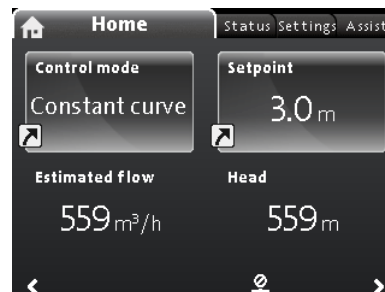 Home Status Settings Assist
Control mode Setpoint
Constant curve 3.0 m
Estimated flow Head
559 m³/h 559 m